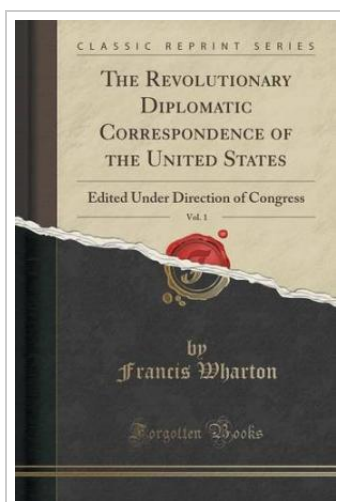 CLASSIC REPRINT SERIES
THE REVOLUTIONARY
DIPLOMATIC
CORRESPONDENCE OF
THE UNITED STATES
Edited Under Direction of Congress
Vol. 1
F
by
Francis Wharton
Forgotten Books